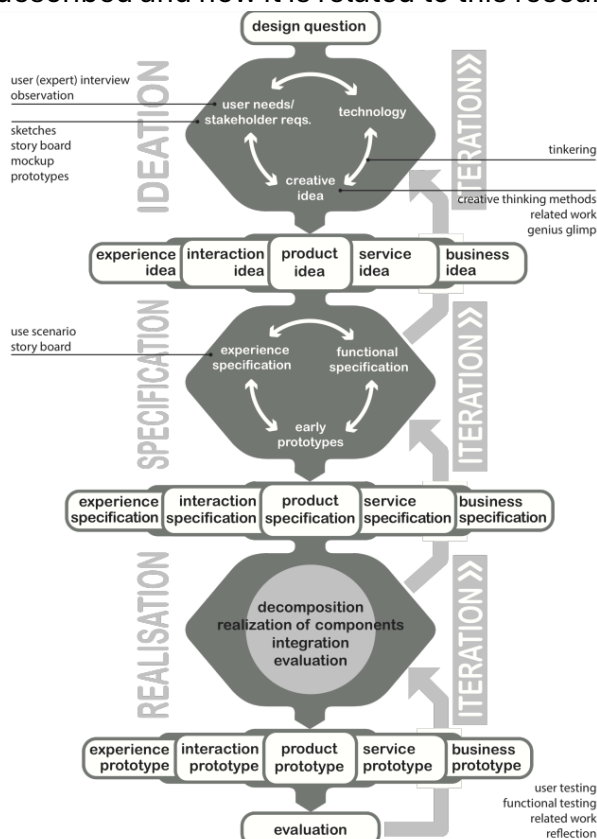 described and how it is related to this resea
design question
user (expert) interview
observation
user needs/
stakeholder reqs.
technology
sketches
story board
mockup
prototypes
IDEATION
ITERATION
tinkering
creative
idea
creative thinking methods
related work
genius glimp
experience
idea
interaction
idea
product
idea
service
idea
business
idea
use scenario
story board
SPECIFICATION
ITERATION
experience
specification
functional
specification
early
prototypes
experience
specification
interaction
specification
product
specification
service
specification
business
specification
REALISATION
ITERATION
decomposition
realization of components
integration
evaluation
experience
prototype
interaction
prototype
product
prototype
service
prototype
business
prototype
user testing
functional testing
related work
reflection
evaluation